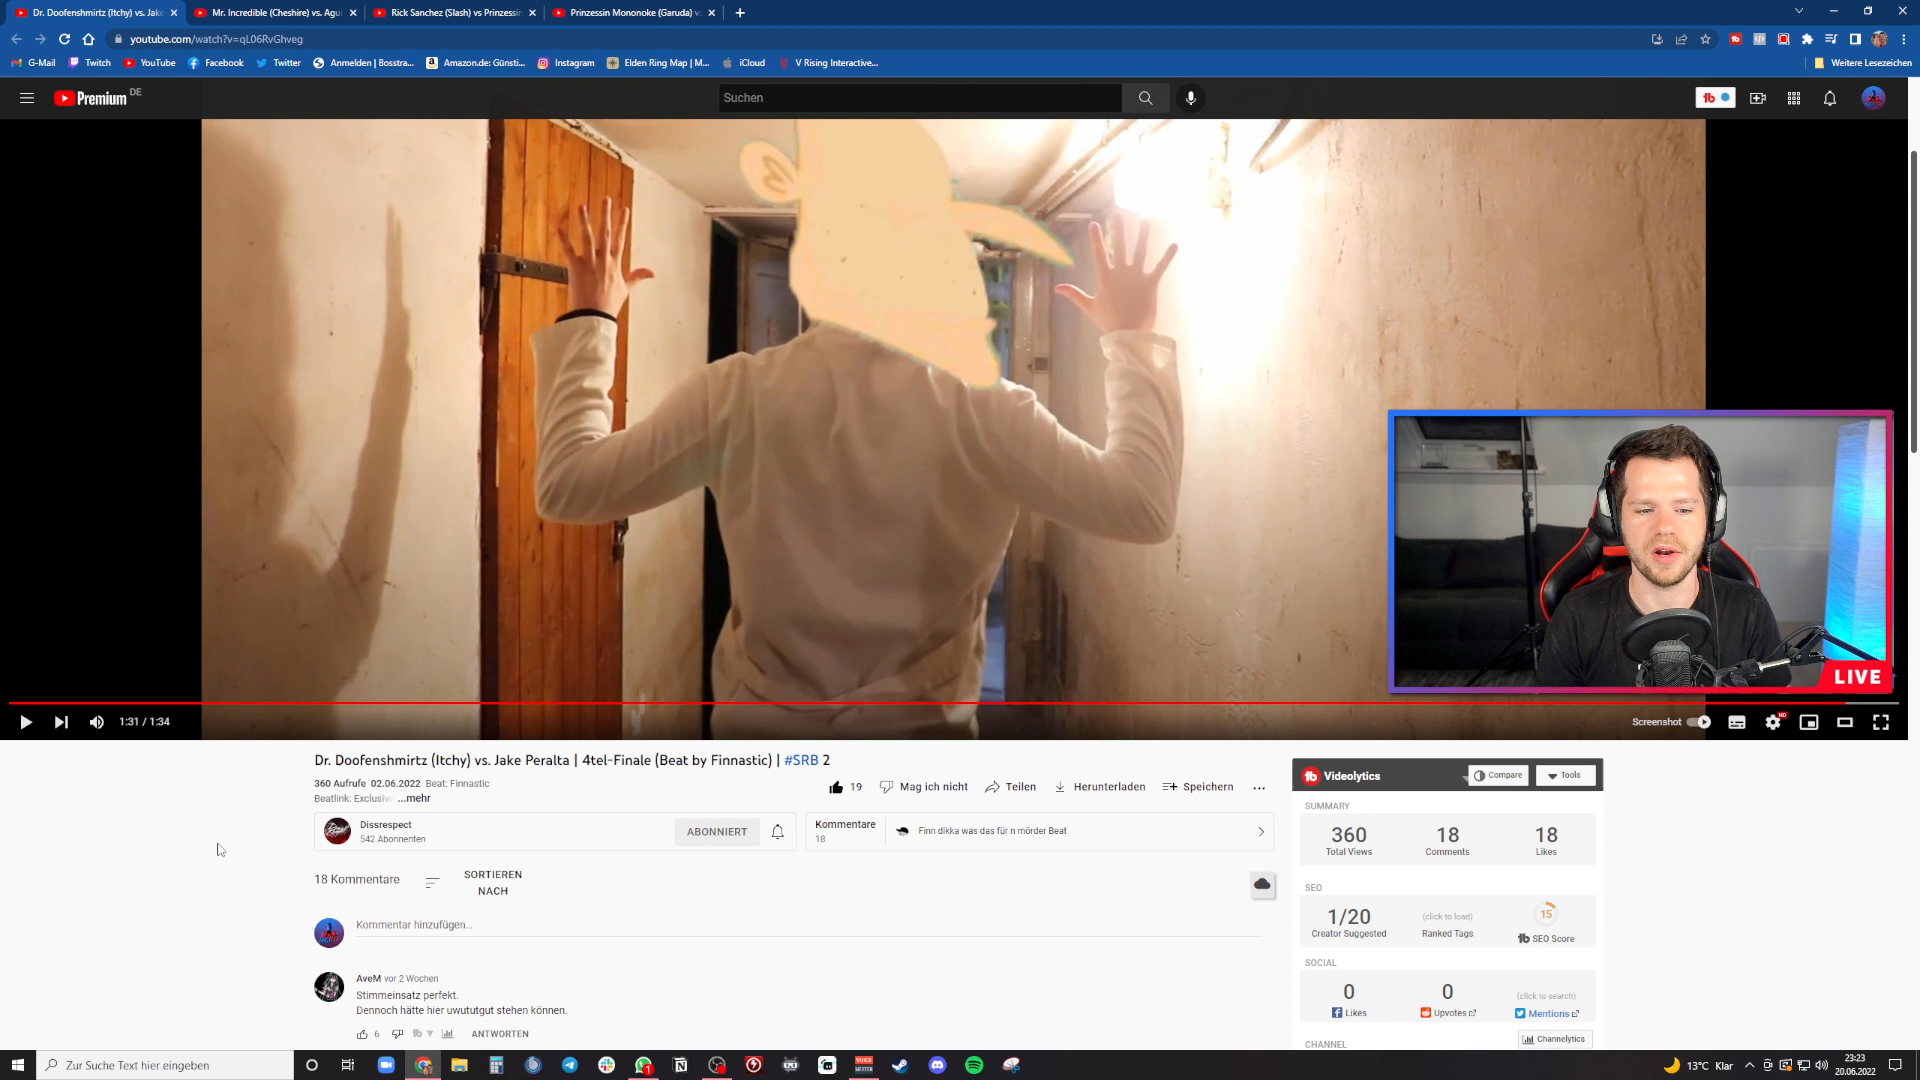 Dr. Doofenshmirtz (Itchy) vs. Jake
Mr. Incredible (Cheshire) vs. Agu
Rick Sanchez (Slash) vs Prinzessin
Prinzessin Mononoke (Garuda) v
youtube.com/watch?v=qL06RvGhveg
G-Mail
Twitch
YouTube
Facebook
Twitter
Anmelden | Bosstra...
Amazon.de: Günsti...
Instagram
Elden Ring Map | M...
iCloud
V Rising Interactive...
Weitere Lesezeichen
Premium DE
Suchen
LIVE
1:31 / 1:34
Screenshot
HD
Dr. Doofenshmirtz (Itchy) vs. Jake Peralta | 4tel-Finale (Beat by Finnastic) | #SRB 2
360 Aufrufe 02.06.2022 Beat: Finnastic
Beatlink: Exclusive ...mehr
19
Mag ich nicht
Teilen
Herunterladen
Speichern
Dissrespect
542 Abonnenten
ABONNIERT
Kommentare
18
Finn dikka was das für n mörder Beat
18 Kommentare
SORTIEREN
NACH
Kommentar hinzufügen...
AveM vor 2 Wochen
Stimmeinsatz perfekt.
Dennoch hätte hier uwututgut stehen können.
6
ANTWORTEN
Videolytics
Compare
Tools
SUMMARY
360
Total Views
18
Comments
18
Likes
SEO
1/20
Creator Suggested
(click to load)
Ranked Tags
15
SEO Score
SOCIAL
0
Likes
0
Upvotes
(click to search)
Mentions
CHANNEL
Channelytics
Zur Suche Text hier eingeben
1
VOICE
MEETER
13°C Klar
23:23
20.06.2022